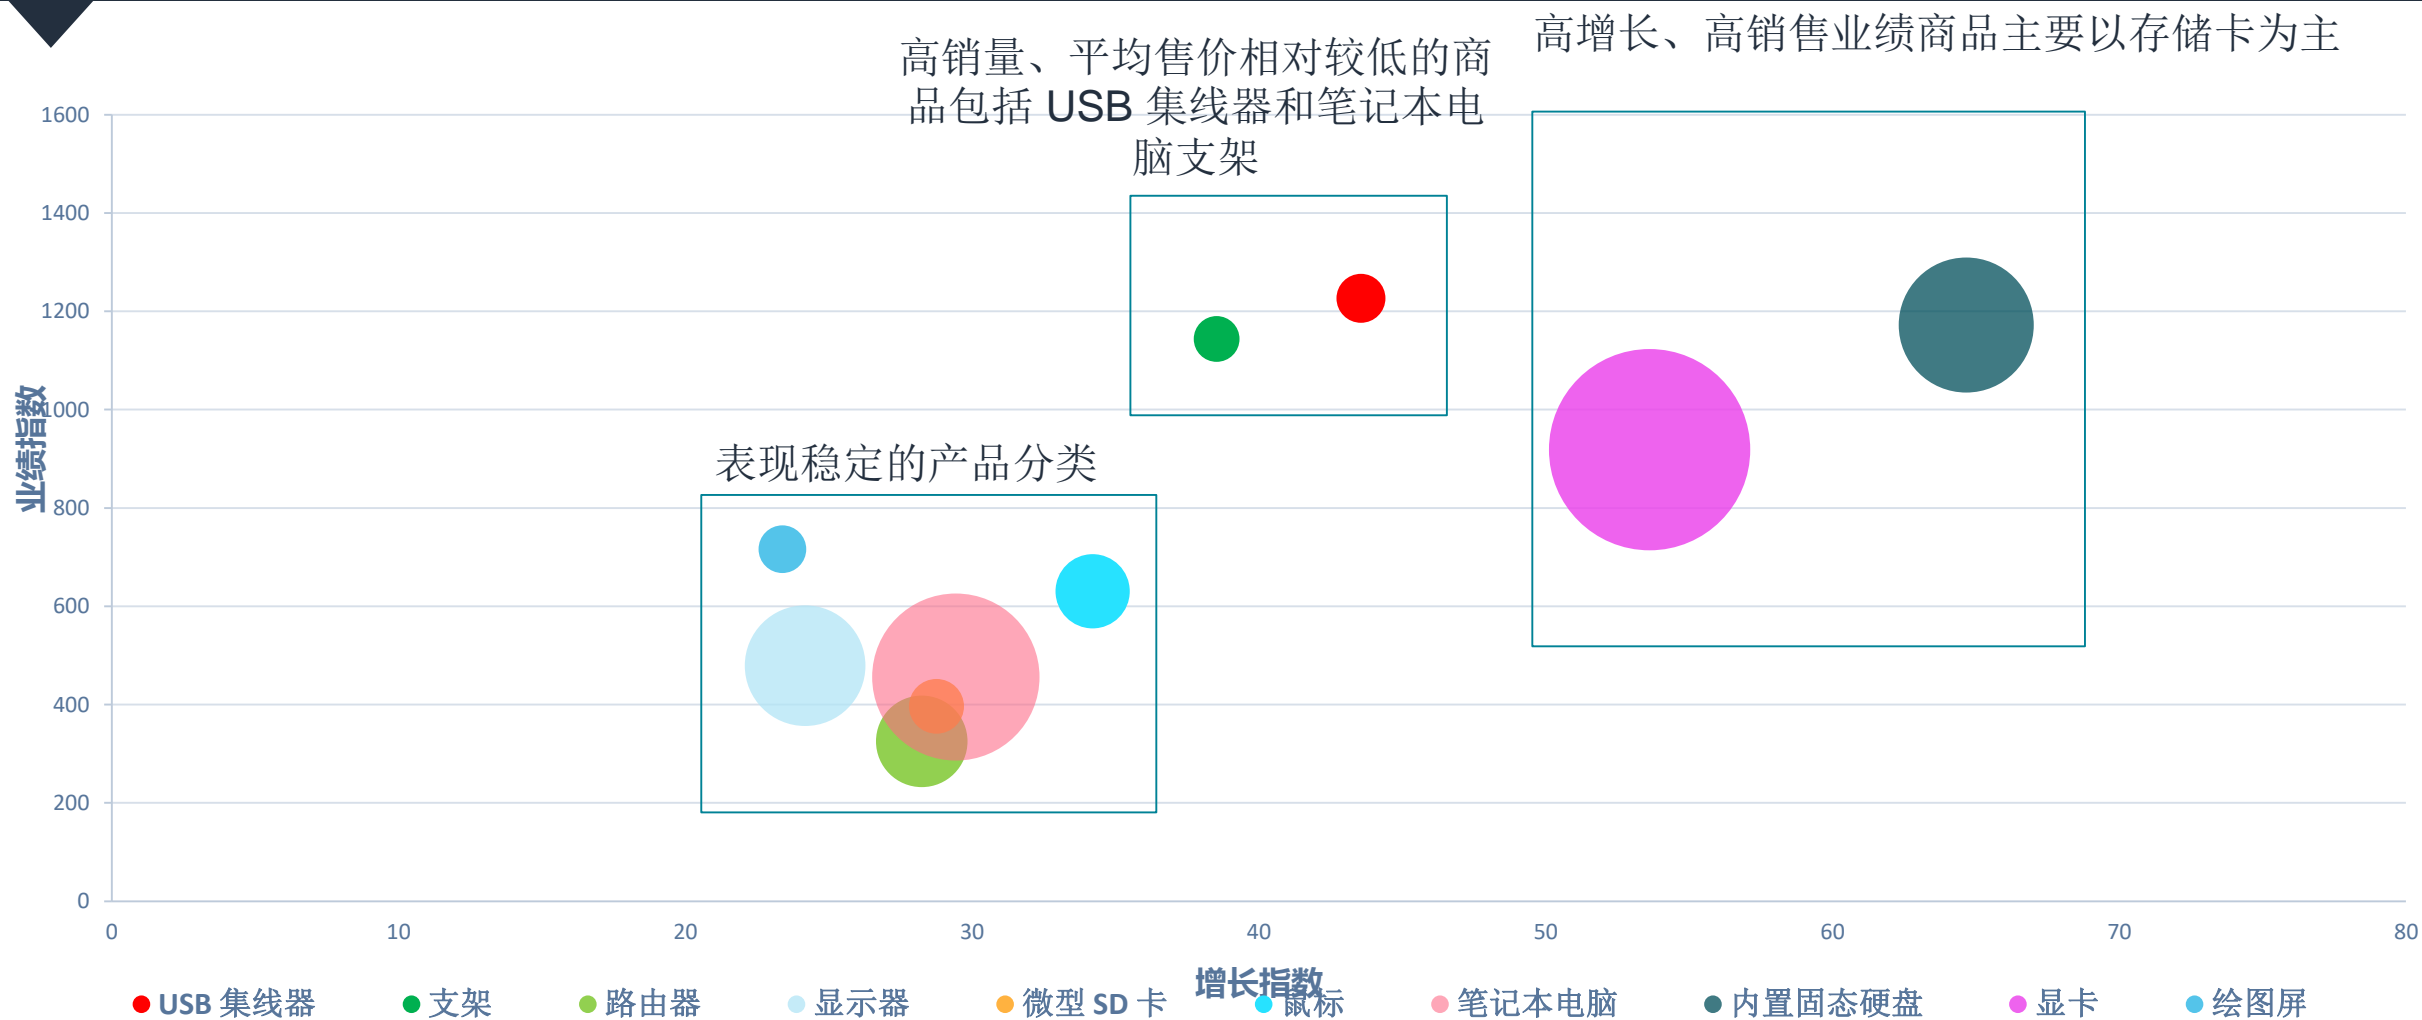 高增长、高销售业绩商品主要以存储卡为主
高销量、平均售价相对较低的商
品包括 USB 集线器和笔记本电
脑支架
表现稳定的产品分类
业绩指数
1600
1400
1200
1000
800
600
400
200
0
0 10 20 30 40 50 60 70 80
增长指数
USB 集线器 支架 路由器 显示器 微型 SD 卡 鼠标 笔记本电脑 内置固态硬盘 显卡 绘图屏